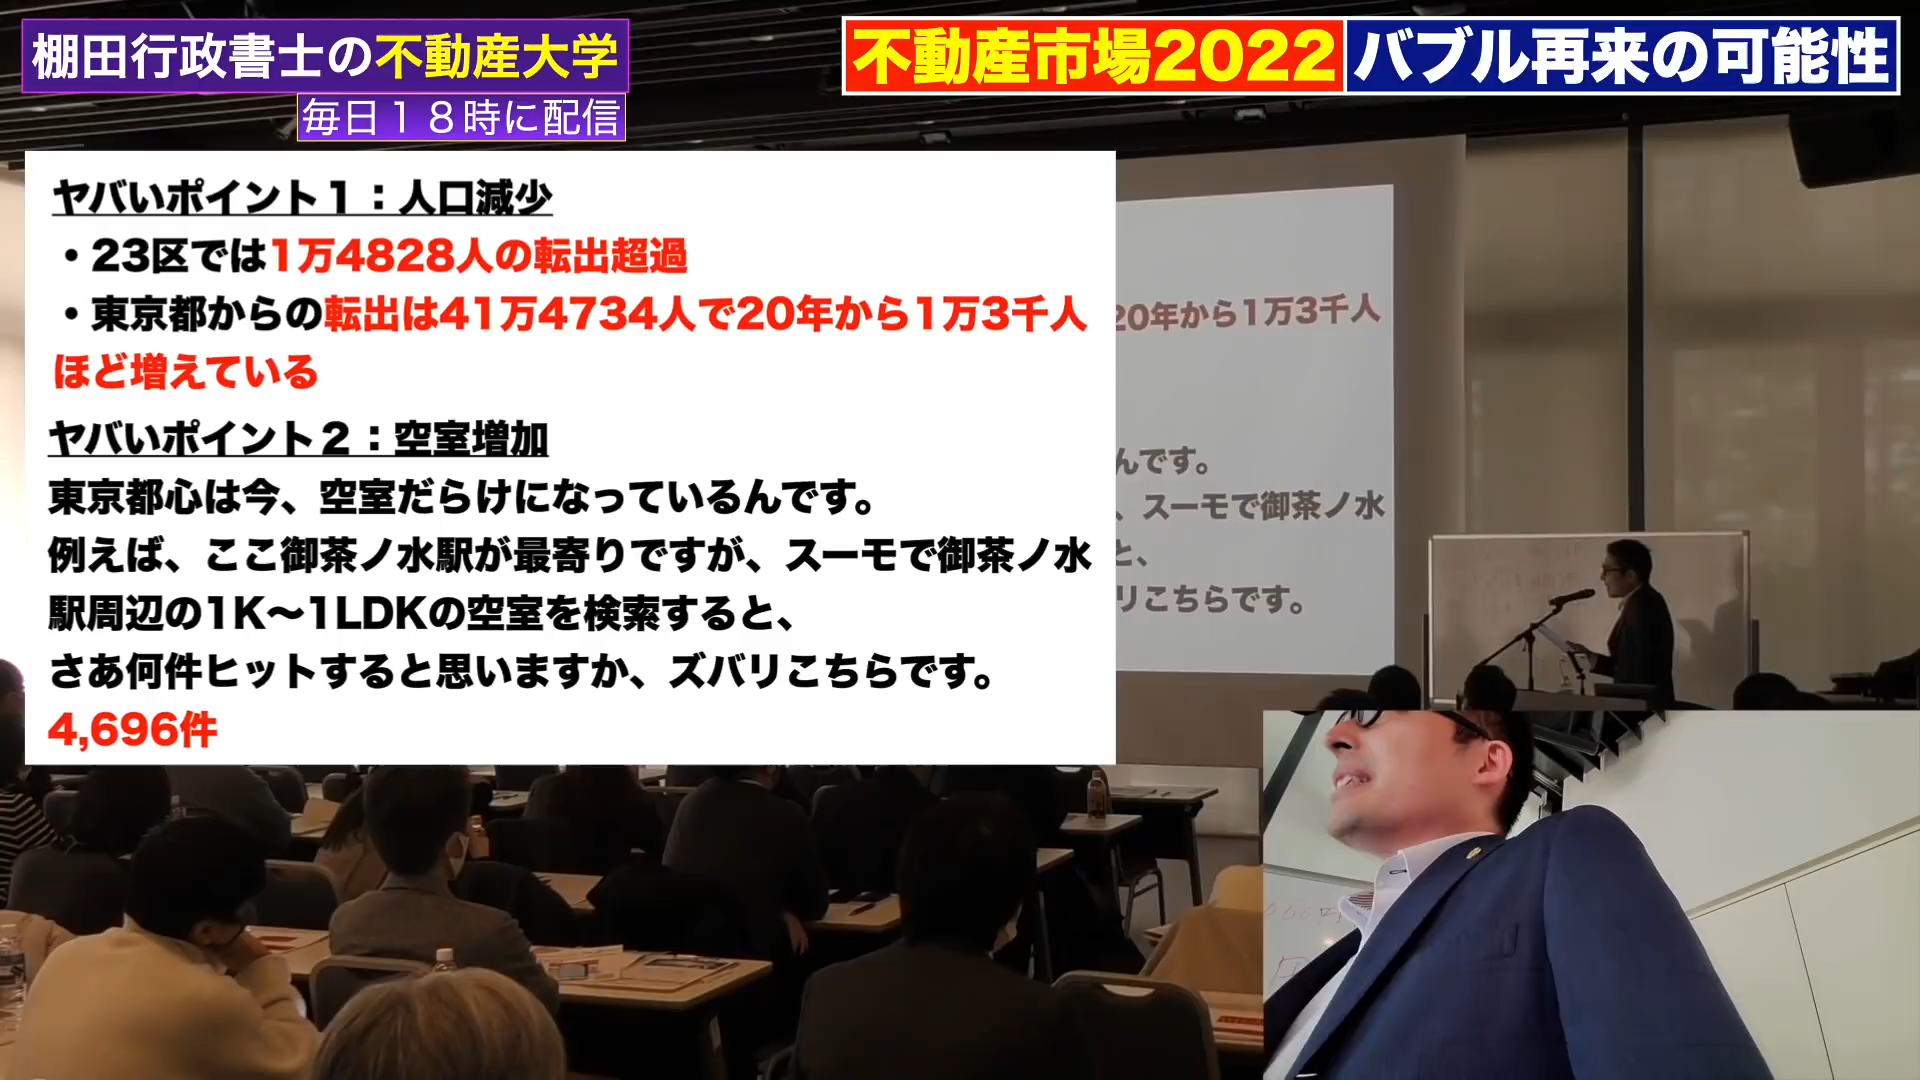 棚田行政書士の不動産大学
毎日１８時に配信
不動産市場2022 バブル再来の可能性
ヤバいポイント１：人口減少
・23区では1万4828人の転出超過
・東京都からの転出は41万4734人で20年から1万3千人
ほど増えている
ヤバいポイント２：空室増加
東京都心は今、空室だらけになっているんです。
例えば、ここ御茶ノ水駅が最寄りですが、スーモで御茶ノ水
駅周辺の1K〜1LDKの空室を検索すると、
さあ何件ヒットすると思いますか、ズバリこちらです。
4,696件
20年から1万3千人
んです。
、スーモで御茶ノ水
と、
リこちらです。